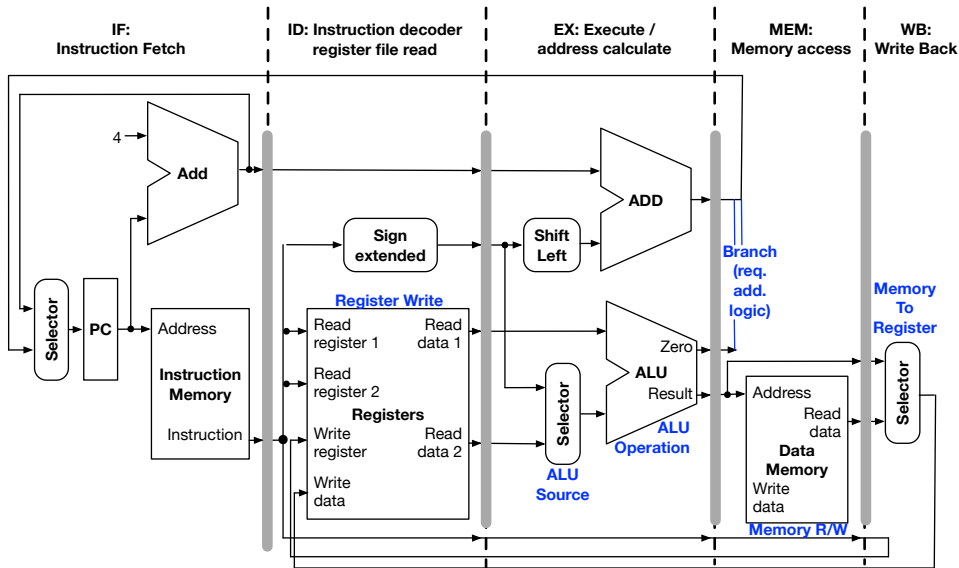 IF:
Instruction Fetch
ID: Instruction decoder
register file read
EX: Execute /
address calculate
MEM:
Memory access
WB:
Write Back
4
Add
ADD
Sign
extended
Shift
Left
Branch
(req.
add.
logic)
Selector
PC
Address
Instruction
Memory
Instruction
Register Write
Read
register 1
Read
data 1
Read
register 2
Registers
Write
register
Read
data 2
Write
data
Selector
ALU
Source
Zero
ALU
Result
ALU
Operation
Address
Read
data
Data
Memory
Write
data
Memory R/W
Memory
To
Register
Selector